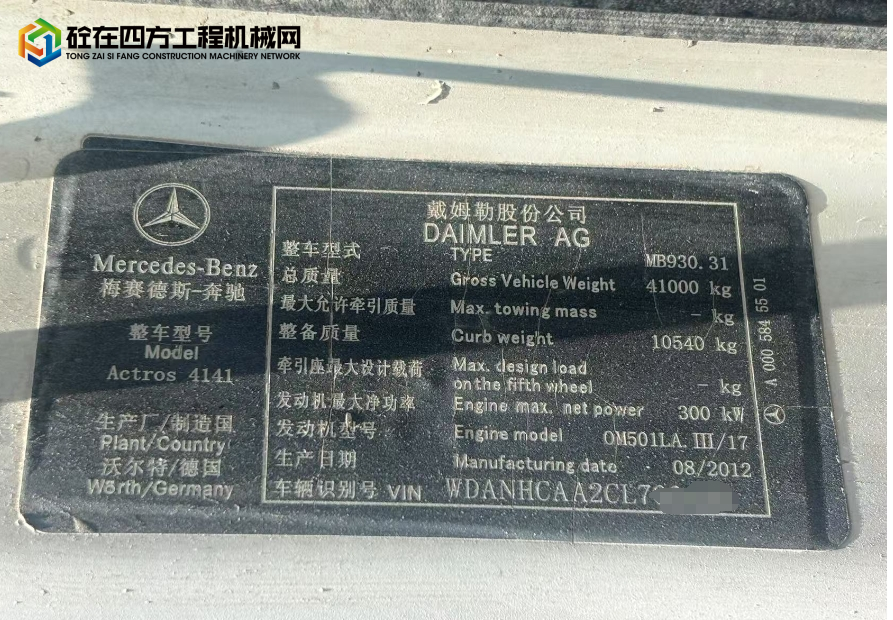 砼在四方工程机械网
TONG ZAI SI FANG CONSTRUCTION MACHINERY NETWORK
Mercedes-Benz
梅赛德斯-奔驰
整车型号
Model
Actros 4141
生产厂/制造国
Plant/Country
沃尔特/德国
Wörth/Germany
戴姆勒股份公司
DAIMLER AG
整车型式 TYPE MB930.31
总质量 Gross Vehicle Weight 41000 kg
最大允许牵引质量 Max. towing mass - kg
整备质量 Curb weight 10540 kg
牵引座最大设计载荷 Max. design load
on the fifth wheel - kg
发动机最大净功率 Engine max. net power 300 kW
发动机型号 Engine model OM501LA.III/17
生产日期 Manufacturing date 08/2012
车辆识别号 VIN WDANHCAA2CL7
A 000 584 55 01